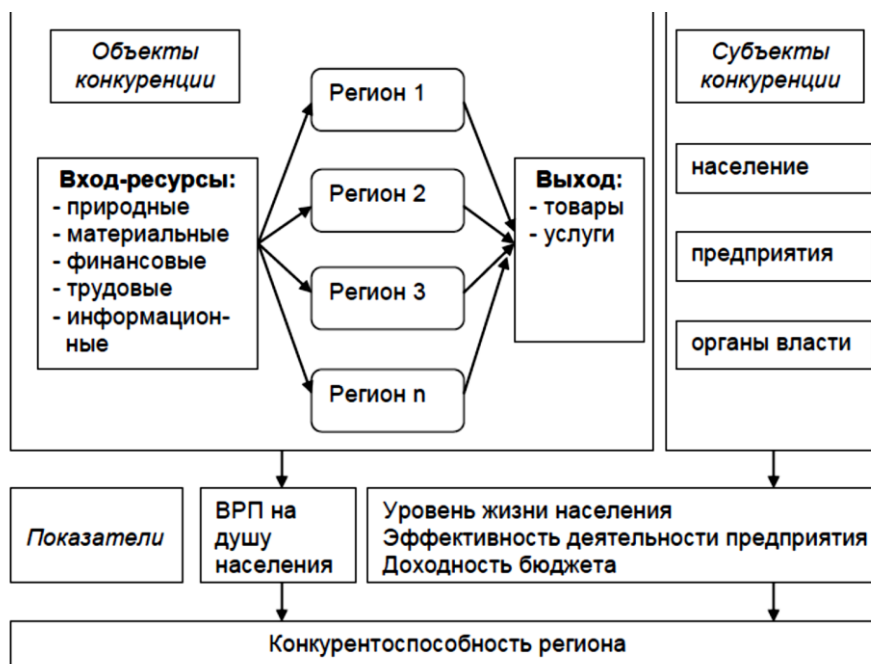 Объекты
конкуренции
Субъекты
конкуренции
Регион 1
Регион 2
Регион 3
Регион n
Вход-ресурсы:
- природные
- материальные
- финансовые
- трудовые
- информацион-
ные
Выход:
- товары
- услуги
население
предприятия
органы власти
Показатели
ВРП на
душу
населения
Уровень жизни населения
Эффективность деятельности предприятия
Доходность бюджета
Конкурентоспособность региона